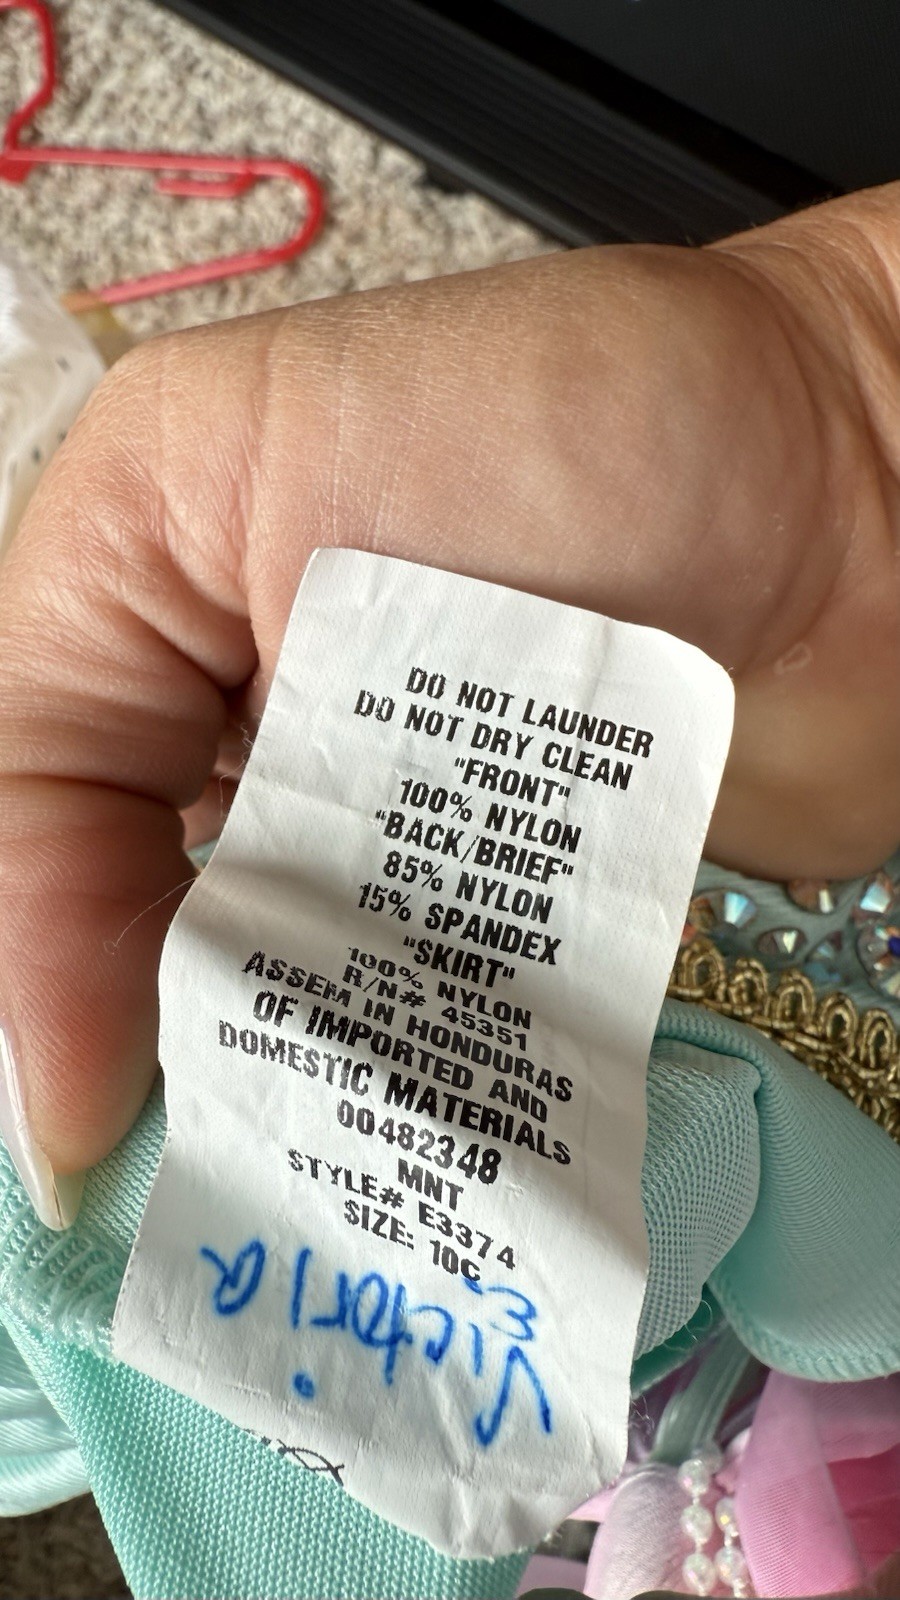 DO NOT LAUNDER
DO NOT DRY CLEAN
"FRONT"
100% NYLON
"BACK/BRIEF"
85% NYLON
15% SPANDEX
"SKIRT"
100% NYLON
R/N# 45351
ASSEM IN HONDURAS
OF IMPORTED AND
DOMESTIC MATERIALS
00482348
MNT
STYLE# E3374
SIZE: 10C
Victoria